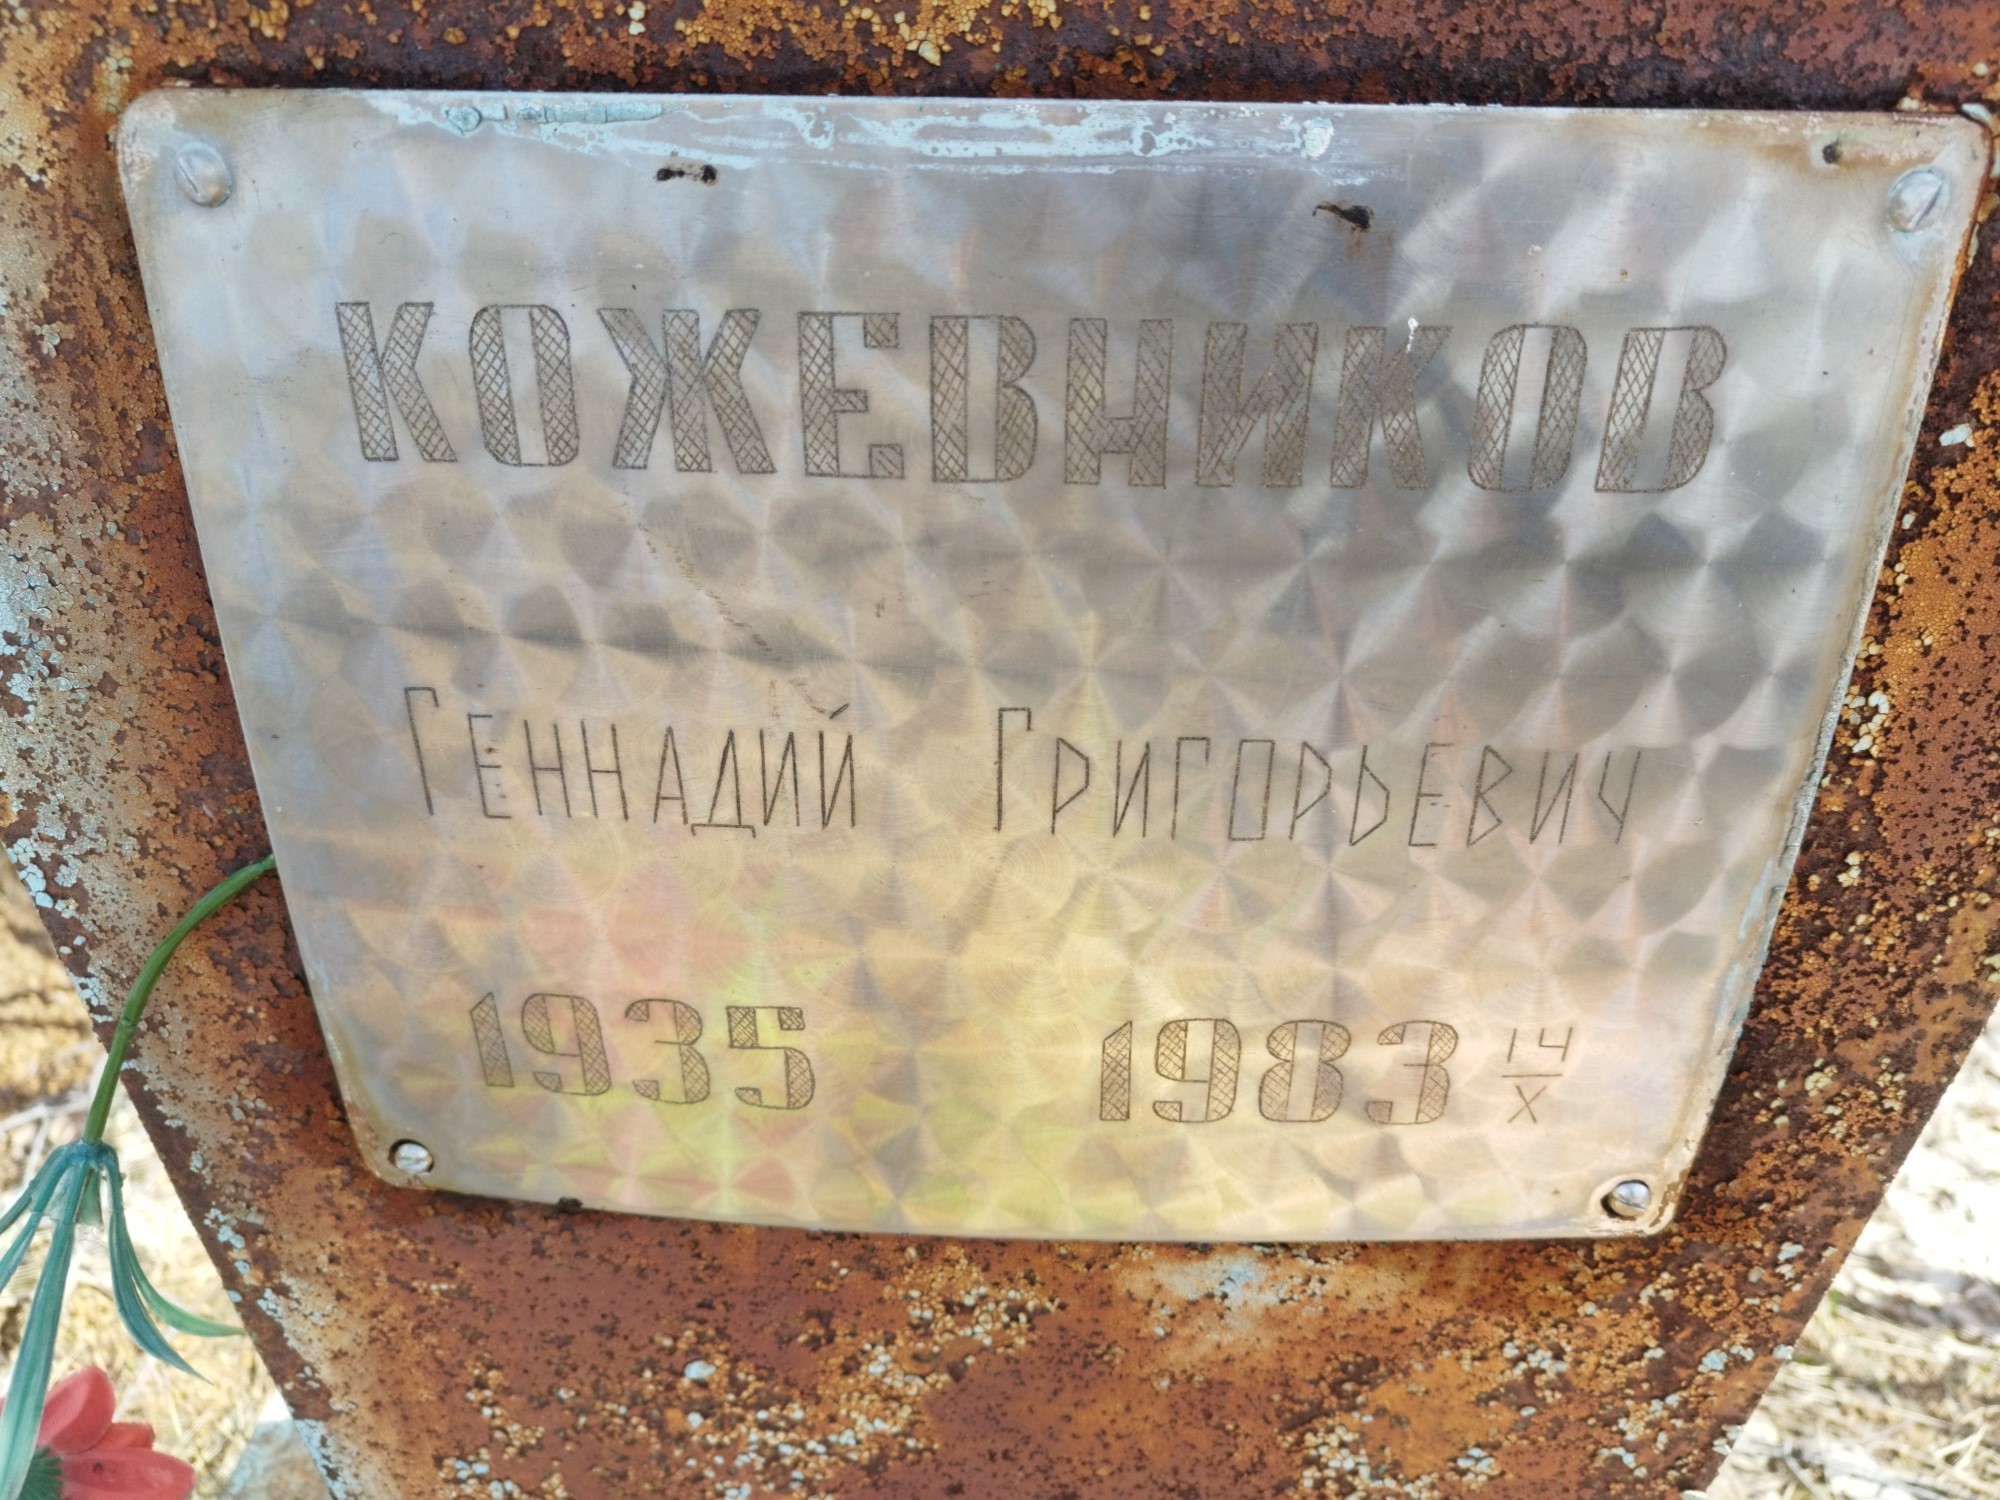 КОЖЕВНИКОВ
ГЕННАДИЙ ГРИГОРЬЕВИЧ
1935 1983 14/X